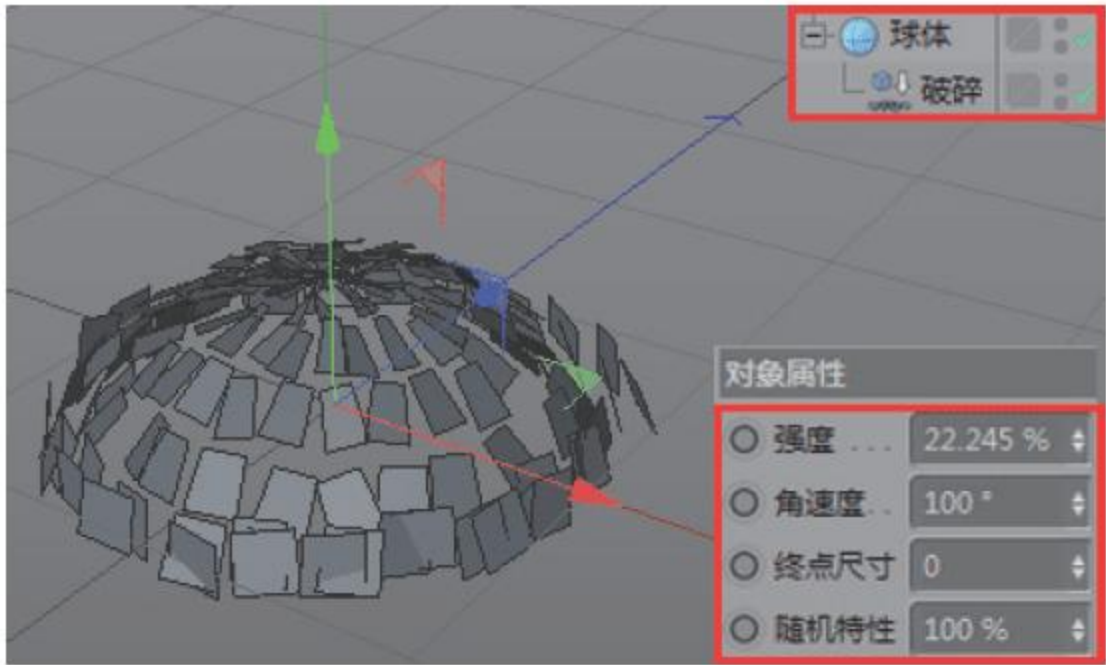 球体
破碎
对象属性
强度 . . . 22.245 %
角速度. . 100 °
终点尺寸 0
随机特性 100 %